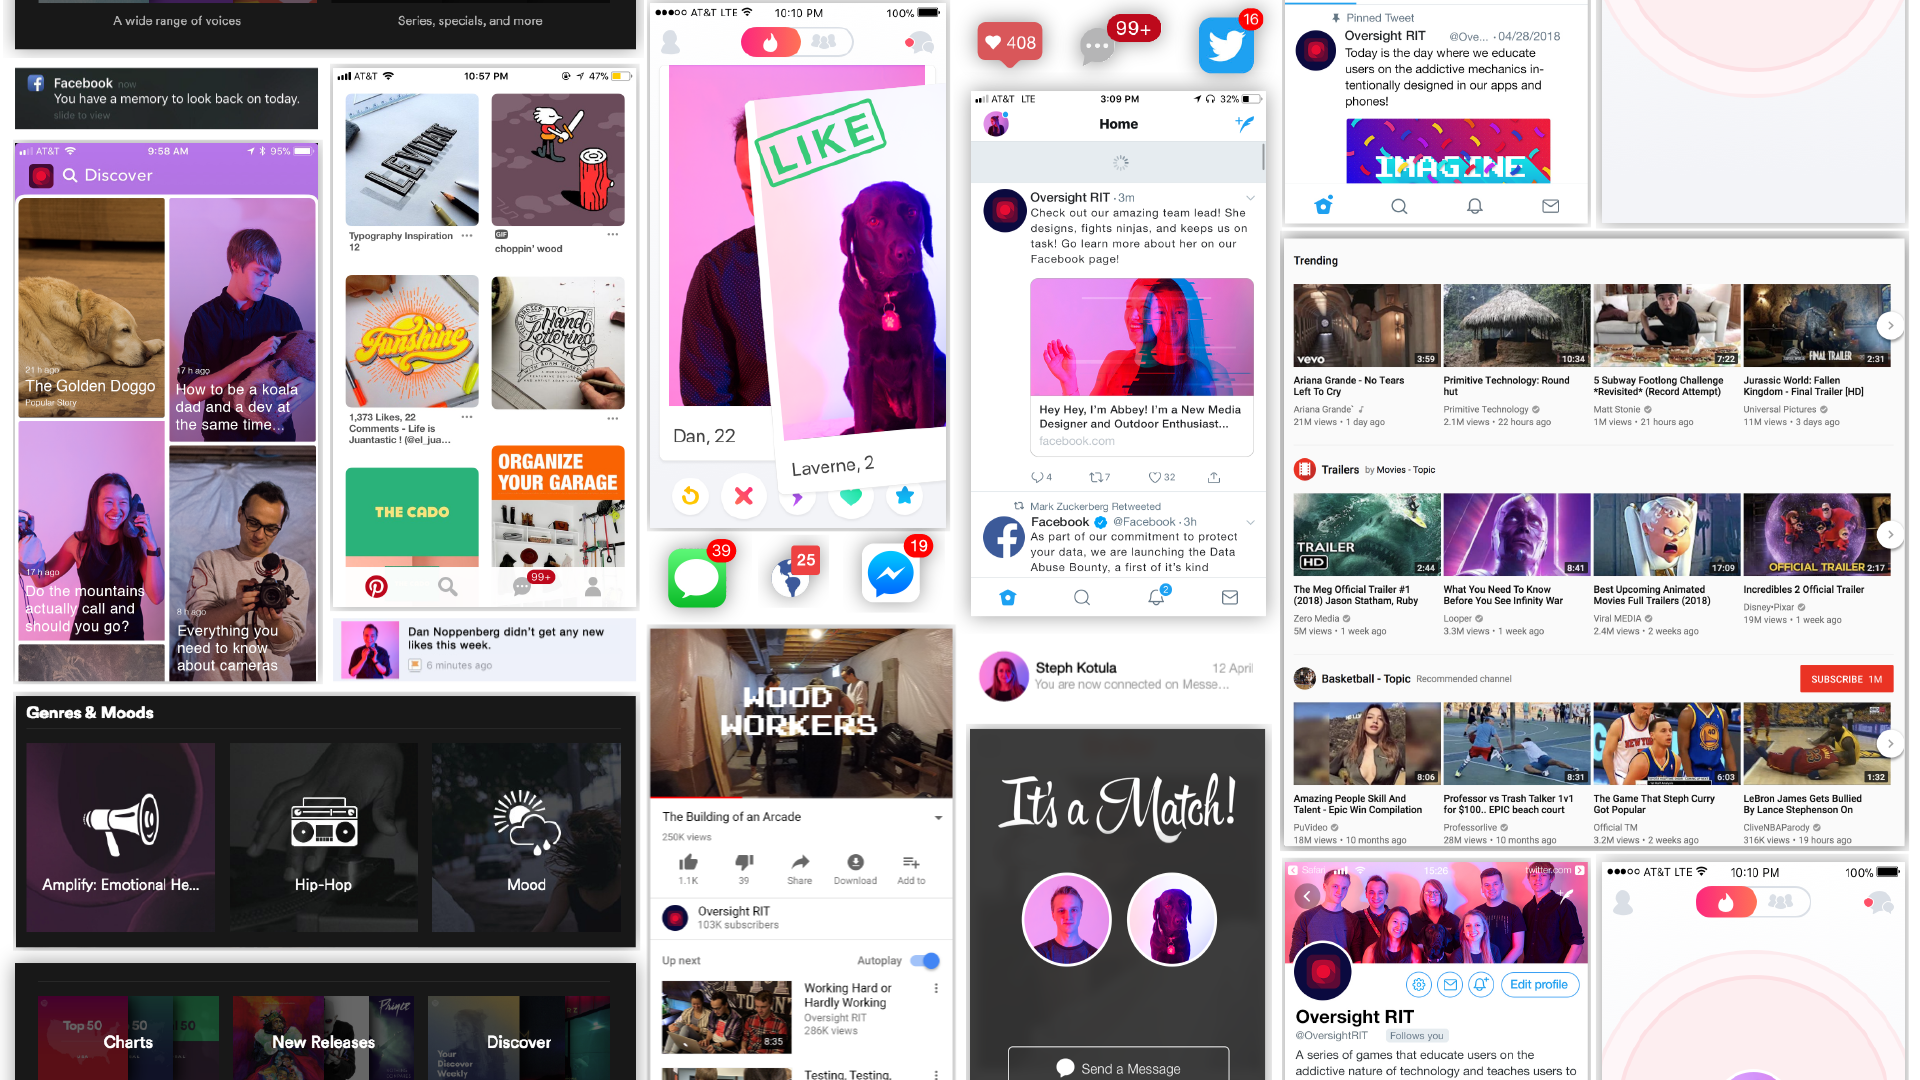 A wide range of voices
Series, specials, and more
Facebook now
You have a memory to look back on today.
slide to view
AT&T
9:58 AM
95%
Discover
21 h ago
The Golden Doggo
Popular Story
17 h ago
How to be a koala
dad and a dev at
the same time...
17 h ago
Do the mountains
actually call and
should you go?
8 h ago
Everything you
need to know
about cameras
Genres & Moods
Amplify: Emotional He...
Hip-Hop
Mood
Top 50
50
50
Charts
Prince
New Releases
Your
Discover
Weekly
Discover
AT&T
10:57 PM
47%
Typography Inspiration
12
GIF
choppin' wood
Funshine
Hand
Lettering
1,373 Likes, 22
Comments - Life is
Juantastic ! (@el_jua...
THE CADO
ORGANIZE
YOUR GARAGE
99+
Dan Noppenberg didn't get any new
likes this week.
6 minutes ago
AT&T LTE
10:10 PM
100%
LIKE
Dan, 22
Laverne, 2
39
25
19
WOOD
WORKERS
The Building of an Arcade
250K views
1.1K
39
Share
Download
Add to
Oversight RIT
103K subscribers
Up next
Autoplay
Working Hard or
Hardly Working
Oversight RIT
286K views
8:35
Testing, Testing,
408
99+
16
AT&T LTE
3:09 PM
32%
Home
Oversight RIT · 3m
Check out our amazing team lead! She
designs, fights ninjas, and keeps us on
task! Go learn more about her on our
Facebook page!
Hey Hey, I'm Abbey! I'm a New Media
Designer and Outdoor Enthusiast...
facebook.com
4
7
32
Mark Zuckerberg Retweeted
Facebook @Facebook · 3h
As part of our commitment to protect
your data, we are launching the Data
Abuse Bounty, a first of it's kind
2
Steph Kotula
12 April
You are now connected on Messe...
It's a Match!
Send a Message
Pinned Tweet
Oversight RIT @Ove... · 04/28/2018
Today is the day where we educate
users on the addictive mechanics in-
tentionally designed in our apps and
phones!
IMAGINE
Trending
vevo
3:59
10:34
7:22
FINAL TRAILER
2:31
Ariana Grande - No Tears
Left To Cry
Ariana Grande
21M views • 1 day ago
Primitive Technology: Round
hut
Primitive Technology
2.1M views • 22 hours ago
5 Subway Footlong Challenge
*Revisited* (Record Attempt)
Matt Stonie
1M views • 21 hours ago
Jurassic World: Fallen
Kingdom - Final Trailer [HD]
Universal Pictures
11M views • 3 days ago
Trailers by Movies - Topic
TRAILER
HD
2:44
8:41
17:09
OFFICIAL TRAILER
2:17
The Meg Official Trailer #1
(2018) Jason Statham, Ruby
Zero Media
5M views • 1 week ago
What You Need To Know
Before You See Infinity War
Looper
3.3M views • 1 week ago
Best Upcoming Animated
Movies Full Trailers (2018)
Viral MEDIA
2.4M views • 2 weeks ago
Incredibles 2 Official Trailer
Disney•Pixar
19M views • 1 week ago
Basketball - Topic Recommended channel
SUBSCRIBE 1M
8:06
8:31
6:03
1:32
Amazing People Skill And
Talent - Epic Win Compilation
PuVideo
18M views • 10 months ago
Professor vs Trash Talker 1v1
for $100.. EPIC beach court
Professorlive
28M views • 10 months ago
The Game That Steph Curry
Got Popular
Official TM
3.2M views • 2 weeks ago
LeBron James Gets Bullied
By Lance Stephenson On
CliveNBAParody
316K views • 19 hours ago
Safari
15:26
twitter.com
Edit profile
Oversight RIT
@OversightRIT
Follows you
A series of games that educate users on the
addictive nature of technology and teaches users to
AT&T LTE
10:10 PM
100%